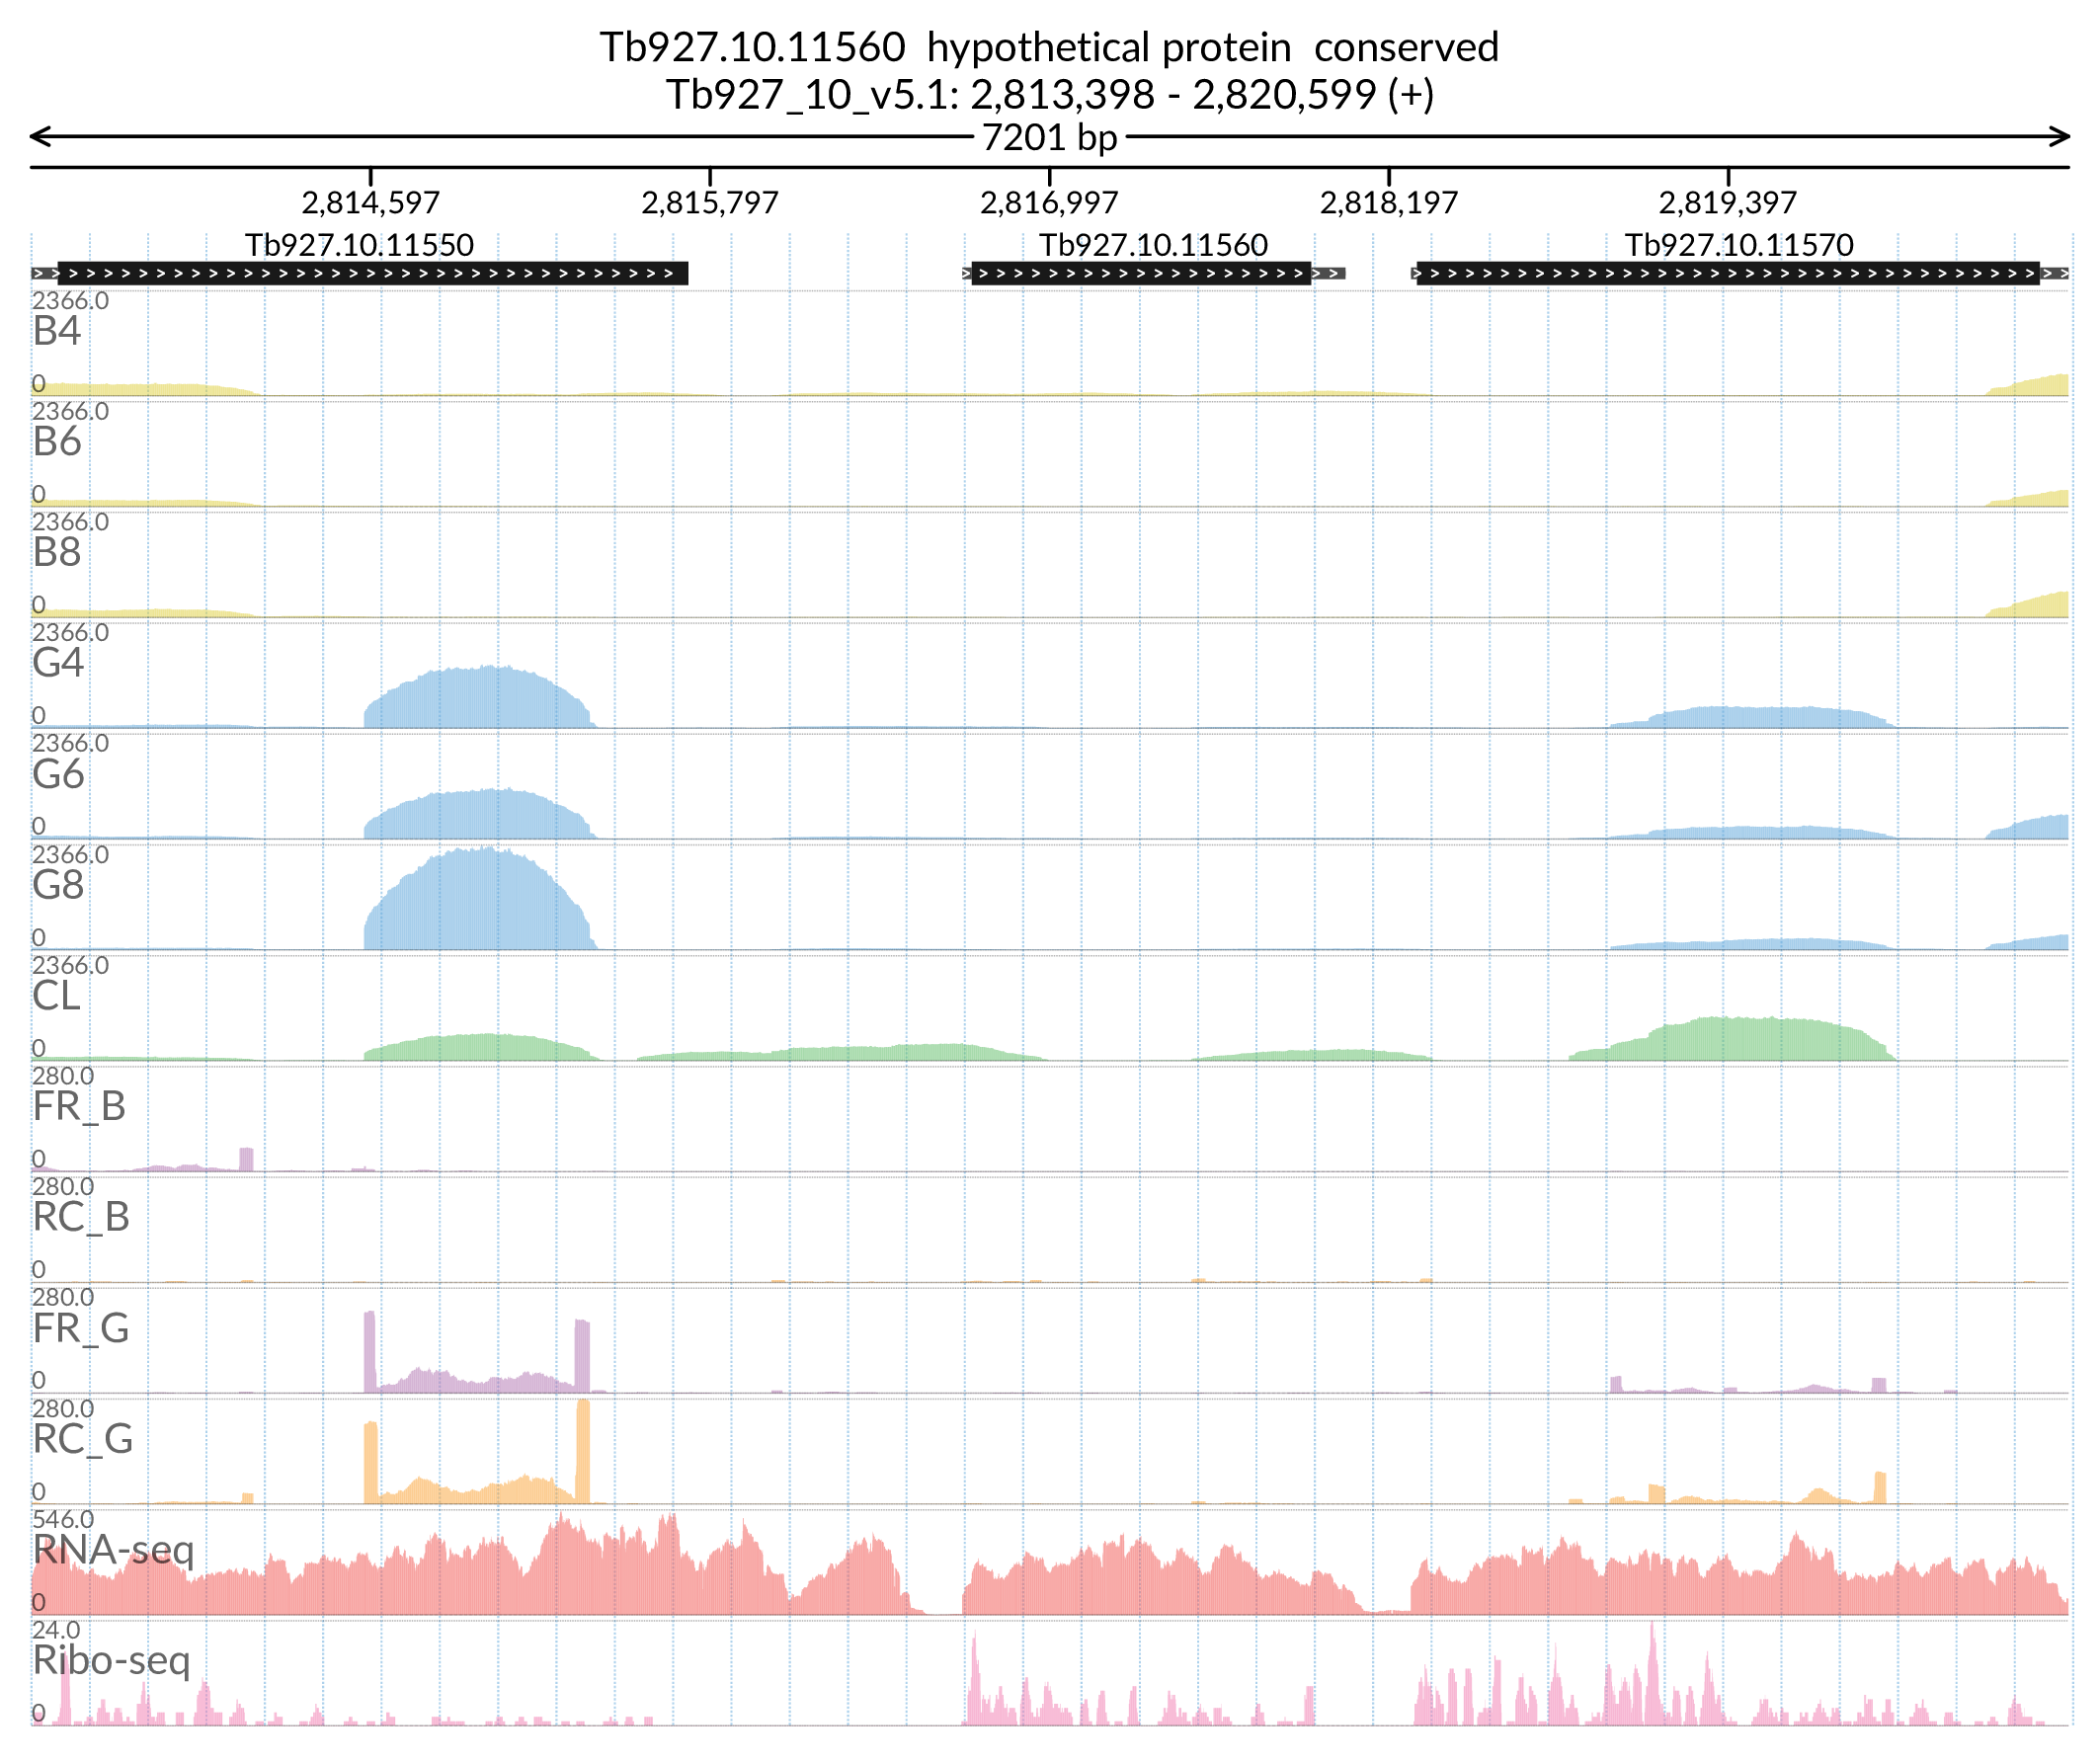 Tb927.10.11560  hypothetical protein  conserved
Tb927_10_v5.1: 2,813,398 - 2,820,599 (+)
7201 bp
2,814,597 2,815,797 2,816,997 2,818,197 2,819,397
Tb927.10.11550 Tb927.10.11560 Tb927.10.11570
2366.0
B4
0
2366.0
B6
0
2366.0
B8
0
2366.0
G4
0
2366.0
G6
0
2366.0
G8
0
2366.0
CL
0
280.0
FR_B
0
280.0
RC_B
0
280.0
FR_G
0
280.0
RC_G
0
546.0
RNA-seq
0
24.0
Ribo-seq
0